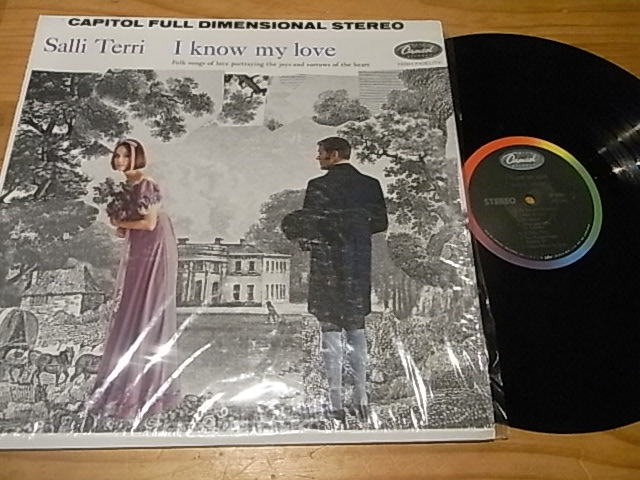 CAPITOL FULL DIMENSIONAL STEREO
Salli Terri I know my love
Capitol
Folk songs of love portraying the joys and sorrows of the heart
Capitol
STEREO